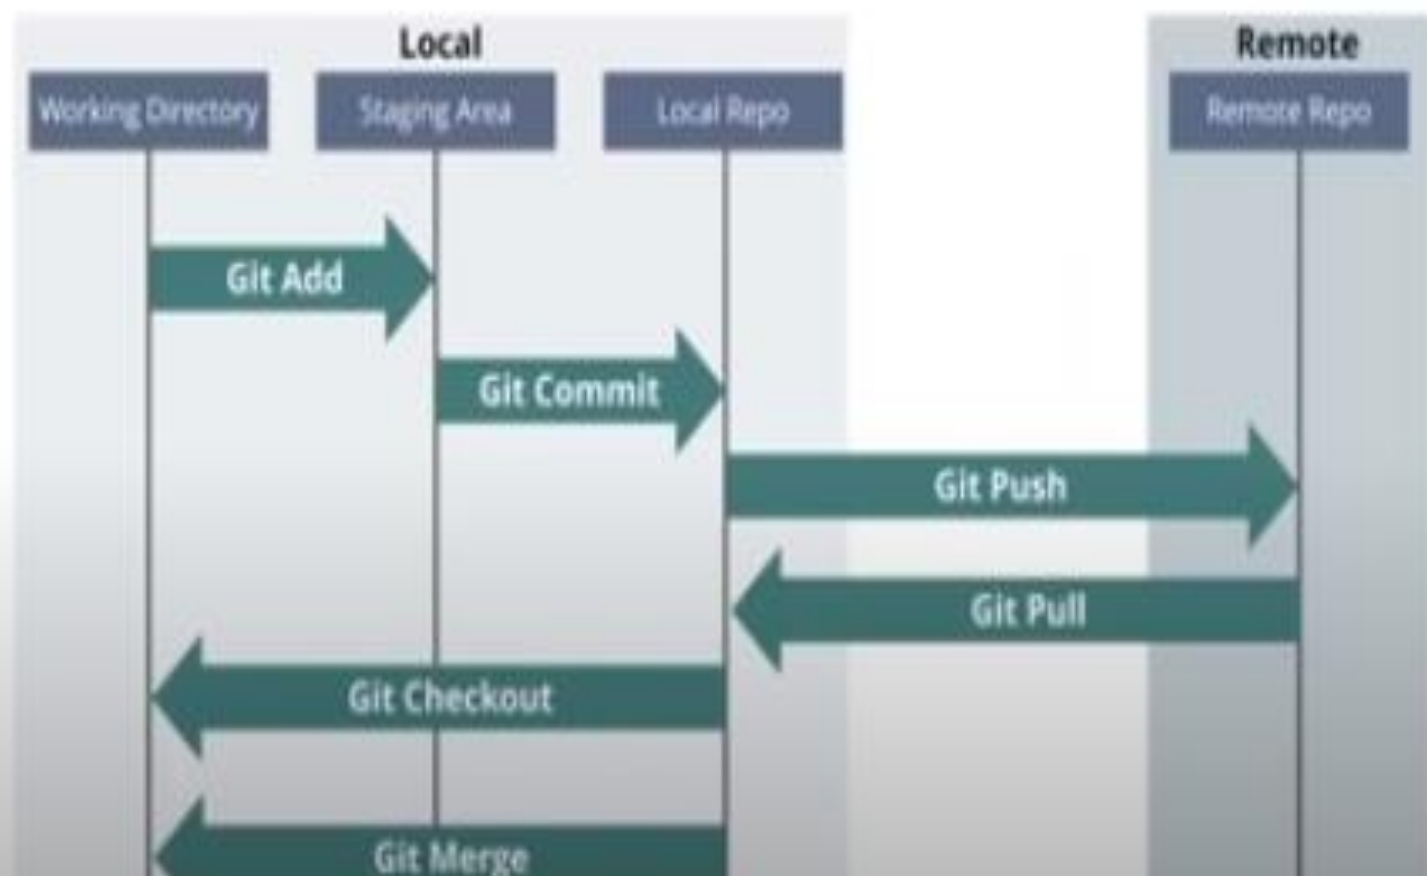 Local
Remote
Working Directory
Staging Area
Local Repo
Remote Repo
Git Add
Git Commit
Git Push
Git Pull
Git Checkout
Git Merge